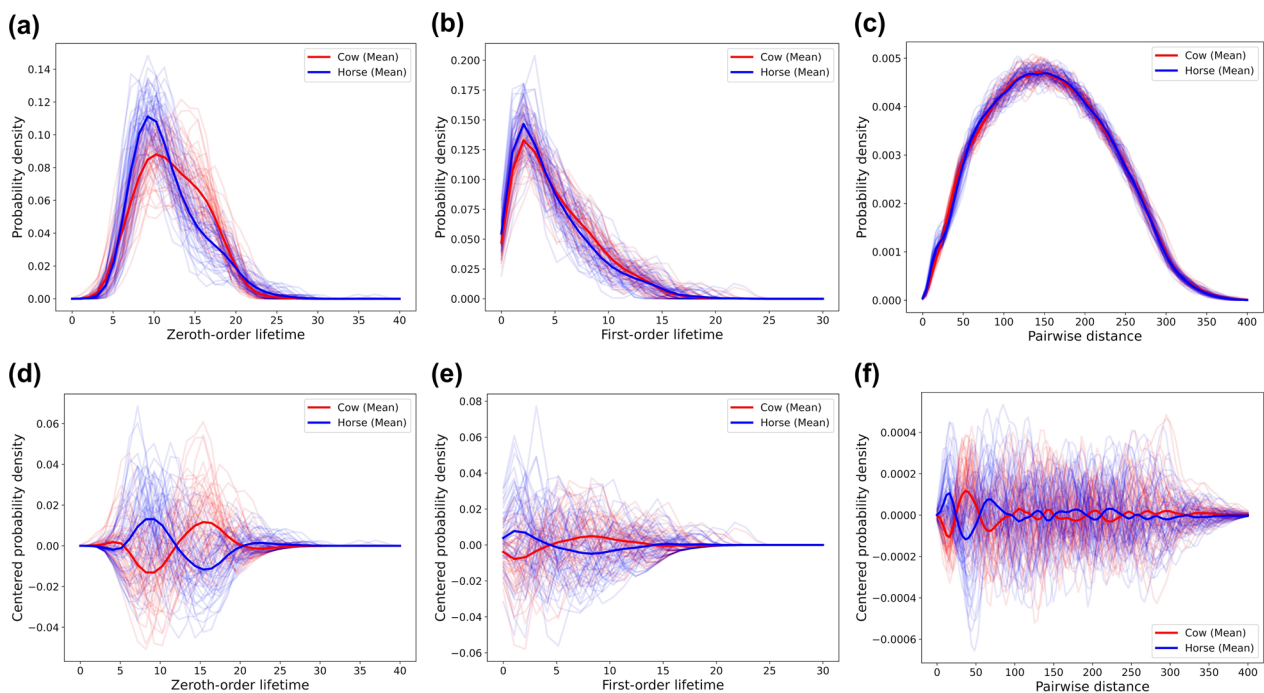 (a)
Probability density
0.14
0.12
0.10
0.08
0.06
0.04
0.02
0.00
0 5 10 15 20 25 30 35 40
Zeroth-order lifetime
Cow (Mean)
Horse (Mean)
(b)
Probability density
0.200
0.175
0.150
0.125
0.100
0.075
0.050
0.025
0.000
0 5 10 15 20 25 30
First-order lifetime
Cow (Mean)
Horse (Mean)
(c)
Probability density
0.005
0.004
0.003
0.002
0.001
0.000
0 50 100 150 200 250 300 350 400
Pairwise distance
Cow (Mean)
Horse (Mean)
(d)
Centered probability density
0.06
0.04
0.02
0.00
−0.02
−0.04
0 5 10 15 20 25 30 35 40
Zeroth-order lifetime
Cow (Mean)
Horse (Mean)
(e)
Centered probability density
0.08
0.06
0.04
0.02
0.00
−0.02
−0.04
−0.06
0 5 10 15 20 25 30
First-order lifetime
Cow (Mean)
Horse (Mean)
(f)
Centered probability density
0.0004
0.0002
0.0000
−0.0002
−0.0004
−0.0006
0 50 100 150 200 250 300 350 400
Pairwise distance
Cow (Mean)
Horse (Mean)